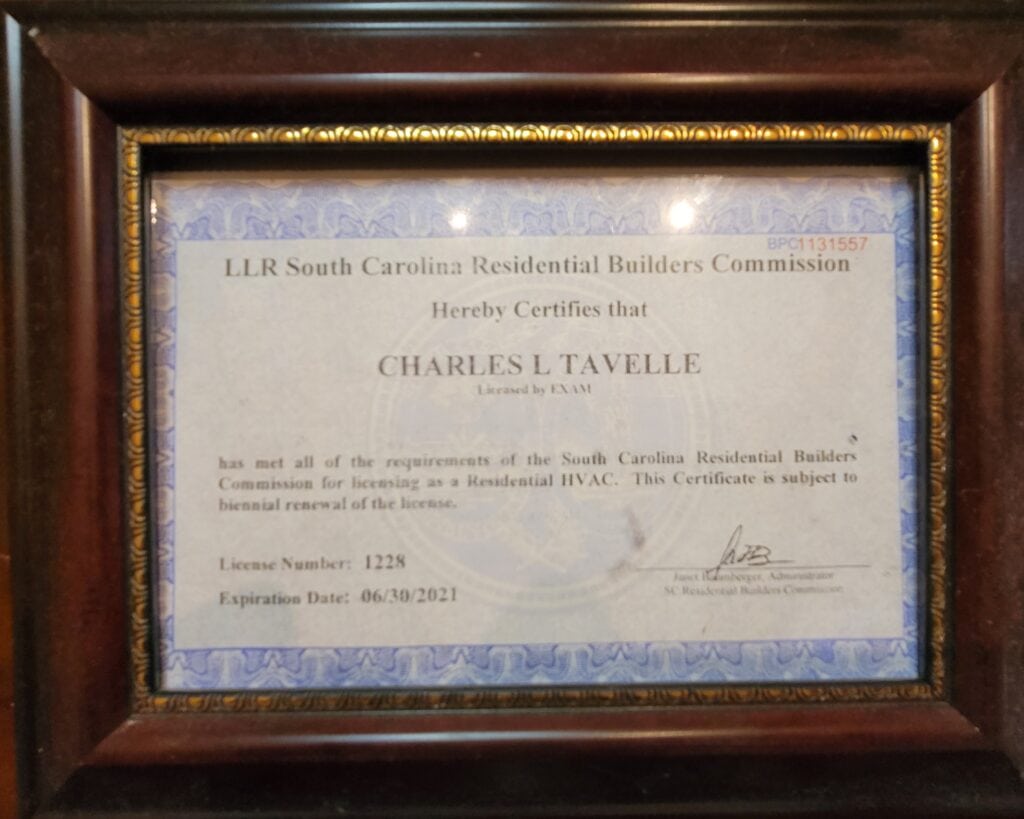 BPC1131557
LLR South Carolina Residential Builders Commission
Hereby Certifies that
CHARLES L TAVELLE
Licensed by EXAM
has met all of the requirements of the South Carolina Residential Builders
Commission for licensing as a Residential HVAC. This Certificate is subject to
biennial renewal of the license.
License Number: 1228
Expiration Date: 06/30/2021
Janet Baumberger, Administrator
SC Residential Builders Commission